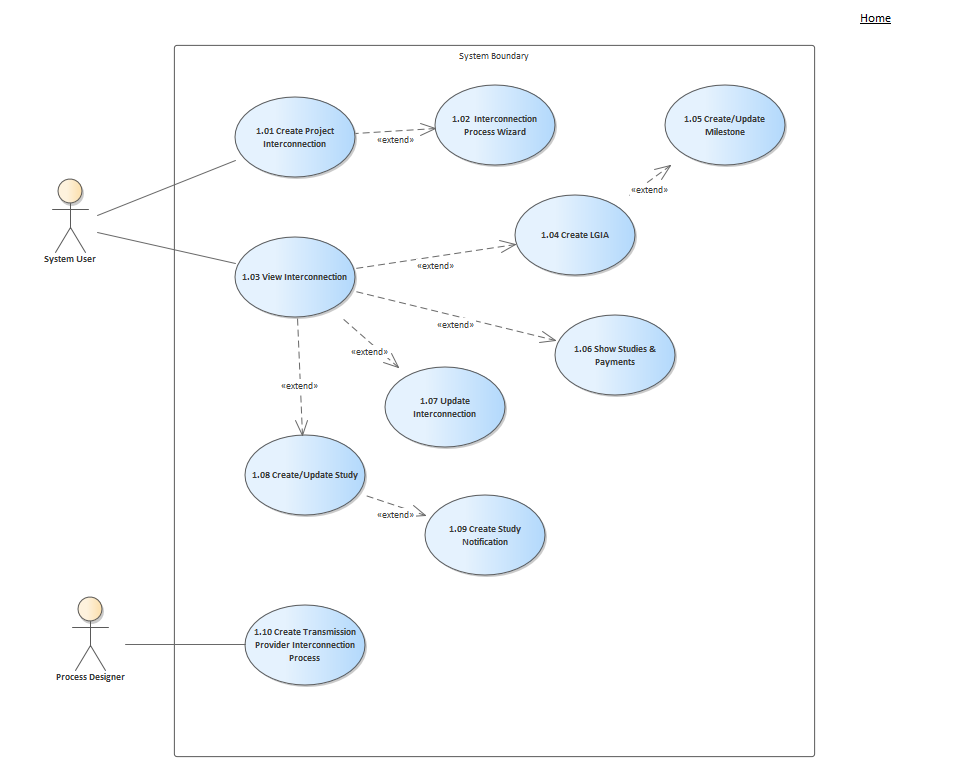 Home
System Boundary
1.01 Create Project
Interconnection
«extend»
1.02  Interconnection
Process Wizard
1.05 Create/Update
Milestone
«extend»
System User
1.04 Create LGIA
1.03 View Interconnection
«extend»
«extend»
«extend»
1.06 Show Studies &
Payments
«extend»
1.07 Update
Interconnection
1.08 Create/Update Study
«extend»
1.09 Create Study
Notification
Process Designer
1.10 Create Transmission
Provider Interconnection
Process